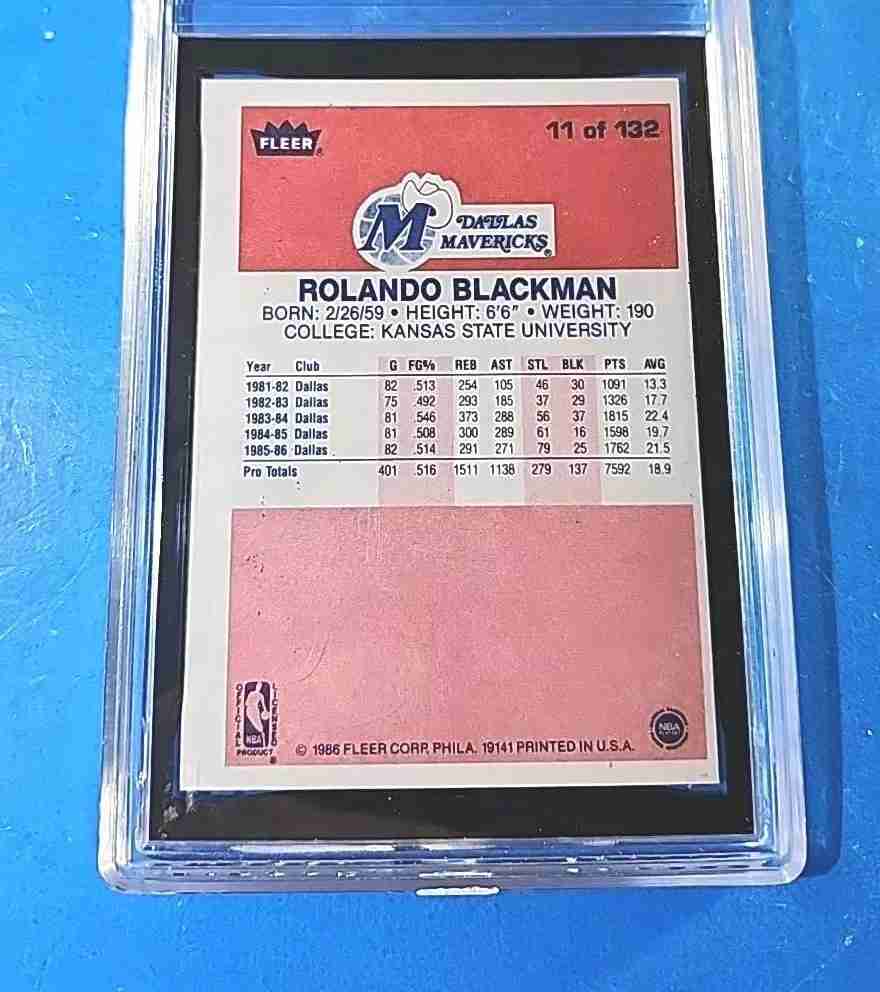 FLEER
11 of 132
M DALLAS
MAVERICKS
ROLANDO BLACKMAN
BORN: 2/26/59 • HEIGHT: 6'6" • WEIGHT: 190
COLLEGE: KANSAS STATE UNIVERSITY
Year Club G FG% REB AST STL BLK PTS AVG
1981-82 Dallas 82 .513 254 105 46 30 1091 13.3
1982-83 Dallas 75 .492 293 185 37 29 1326 17.7
1983-84 Dallas 81 .546 373 288 56 37 1815 22.4
1984-85 Dallas 81 .508 300 289 61 16 1598 19.7
1985-86 Dallas 82 .514 291 271 79 25 1762 21.5
Pro Totals 401 .516 1511 1138 279 137 7592 18.9
OFFICIAL
LICENSED
NBA
PRODUCT
© 1986 FLEER CORP. PHILA. 19141 PRINTED IN U.S.A.
NBA